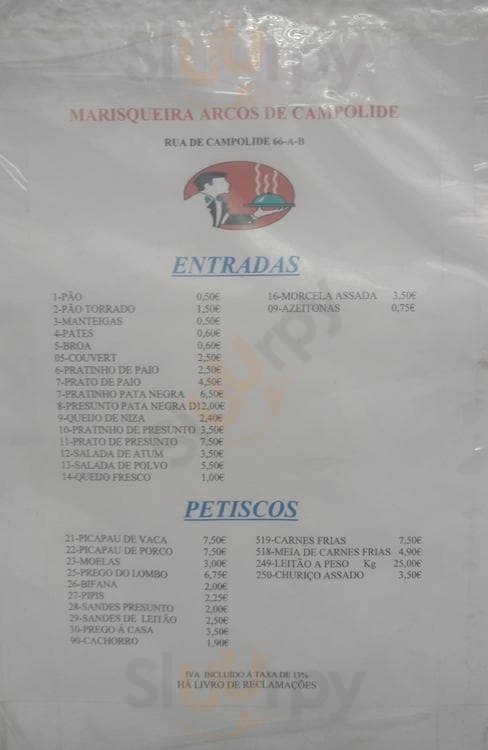 Sluurpy
MARISQUEIRA ARCOS DE CAMPOLIDE
RUA DE CAMPOLIDE 66-A-B
ENTRADAS
1-PÃO 0,50€
2-PÃO TORRADO 1,50€
3-MANTEIGAS 0,50€
4-PATES 0,60€
5-BROA 0,60€
05-COUVERT 2,50€
6-PRATINHO DE PAIO 2,50€
7-PRATO DE PAIO 4,50€
7-PRATINHO PATA NEGRA 6,50€
8-PRESUNTO PATA NEGRA D12,00€
9-QUEIJO DE NIZA 2,40€
10-PRATINHO DE PRESUNTO 3,50€
11-PRATO DE PRESUNTO 7,50€
12-SALADA DE ATUM 3,50€
13-SALADA DE POLVO 5,50€
14-QUEIJO FRESCO 1,00€
16-MORCELA ASSADA 3,50€
09-AZEITONAS 0,75€
Sluurpy
PETISCOS
21-PICAPAU DE VACA 7,50€
22-PICAPAU DE PORCO 7,50€
23-MOELAS 3,00€
25-PREGO DO LOMBO 6,75€
26-BIFANA 2,00€
27-PIPIS 2,25€
28-SANDES PRESUNTO 2,00€
29-SANDES DE LEITÃO 2,50€
30-PREGO Á CASA 3,50€
90-CACHORRO 1,90€
519-CARNES FRIAS 7,50€
518-MEIA DE CARNES FRIAS 4,90€
249-LEITÃO A PESO Kg 25,00€
250-CHURIÇO ASSADO 3,50€
IVA INCLUÍDO Á TAXA DE 13%
HÁ LIVRO DE RECLAMAÇÕES
Sluurpy